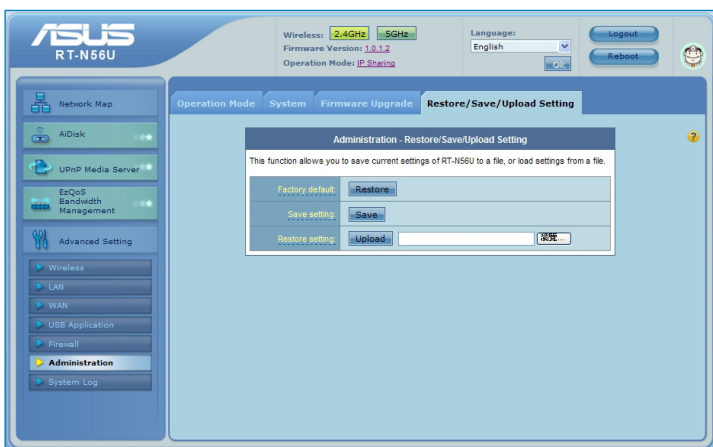 ASUS
RT-N56U
Wireless: 2.4GHz 5GHz
Firmware Version: 1.0.1.2
Operation Mode: IP Sharing
Language:
English
OK
Logout
Reboot
Network Map
AiDisk
UPnP Media Server
EzQoS
Bandwidth
Management
Advanced Setting
Wireless
LAN
WAN
USB Application
Firewall
Administration
System Log
Operation Mode System Firmware Upgrade Restore/Save/Upload Setting
Administration - Restore/Save/Upload Setting
This function allows you to save current settings of RT-N56U to a file, or load settings from a file.
Factory default: Restore
Save setting: Save
Restore setting: Upload 瀏覽...